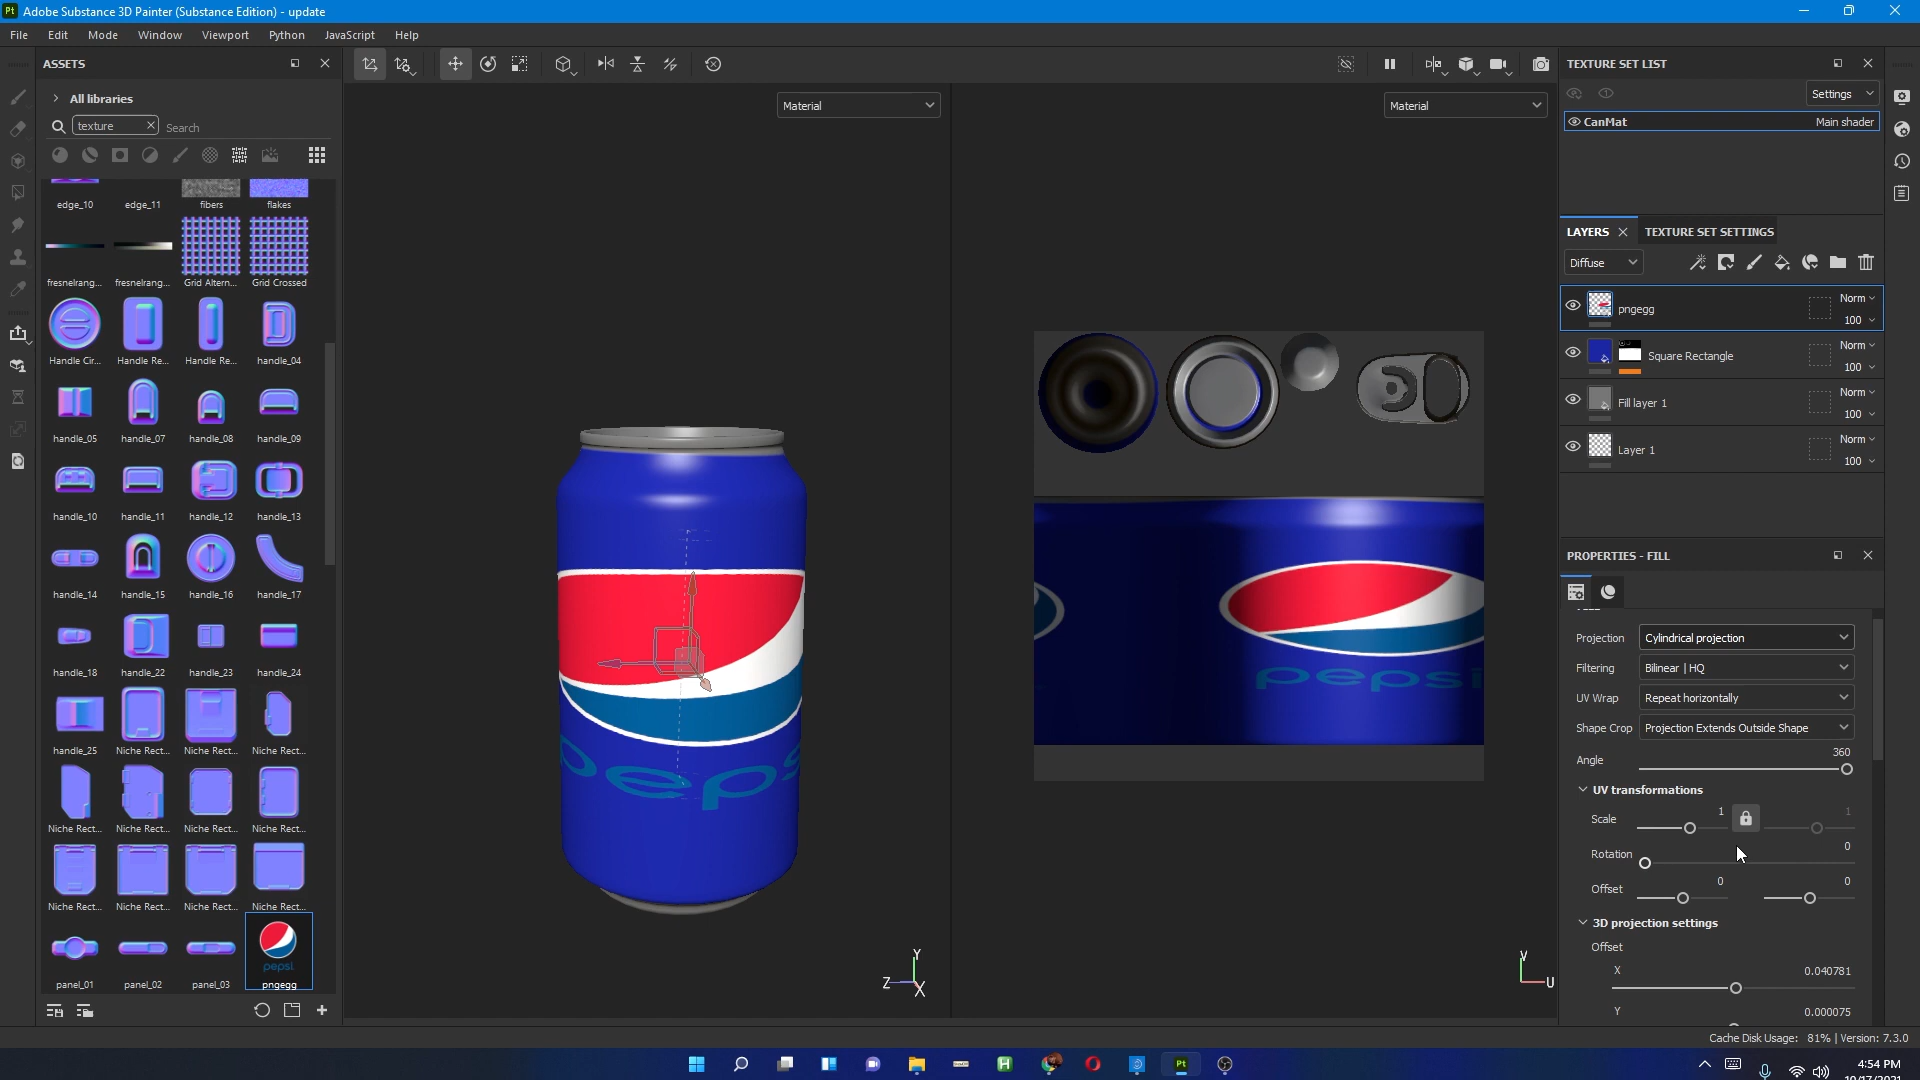 Pt Adobe Substance 3D Painter (Substance Edition) - update
File Edit Mode Window Viewport Python JavaScript Help
ASSETS
All libraries
texture Search
edge_10 edge_11 fibers flakes
fresnelrang... fresnelrang... Grid Altern... Grid Crossed
Handle Cir... Handle Re... Handle Re... handle_04
handle_05 handle_07 handle_08 handle_09
handle_10 handle_11 handle_12 handle_13
handle_14 handle_15 handle_16 handle_17
handle_18 handle_22 handle_23 handle_24
handle_25 Niche Rect... Niche Rect... Niche Rect...
Niche Rect... Niche Rect... Niche Rect... Niche Rect...
Niche Rect... Niche Rect... Niche Rect... Niche Rect...
pepsi
panel_01 panel_02 panel_03 pngegg
Material
Material
pepsi
Y
Z
X
pepsi
V
U
TEXTURE SET LIST
Settings
CanMat Main shader
LAYERS TEXTURE SET SETTINGS
Diffuse
pngegg Norm
100
Square Rectangle Norm
100
Fill layer 1 Norm
100
Layer 1 Norm
100
PROPERTIES - FILL
Projection Cylindrical projection
Filtering Bilinear | HQ
UV Wrap Repeat horizontally
Shape Crop Projection Extends Outside Shape
Angle 360
UV transformations
Scale 1 1
Rotation 0
Offset 0 0
3D projection settings
Offset
X 0.040781
Y 0.000075
Cache Disk Usage: 81% | Version: 7.3.0
Pt
4:54 PM
10/17/2021